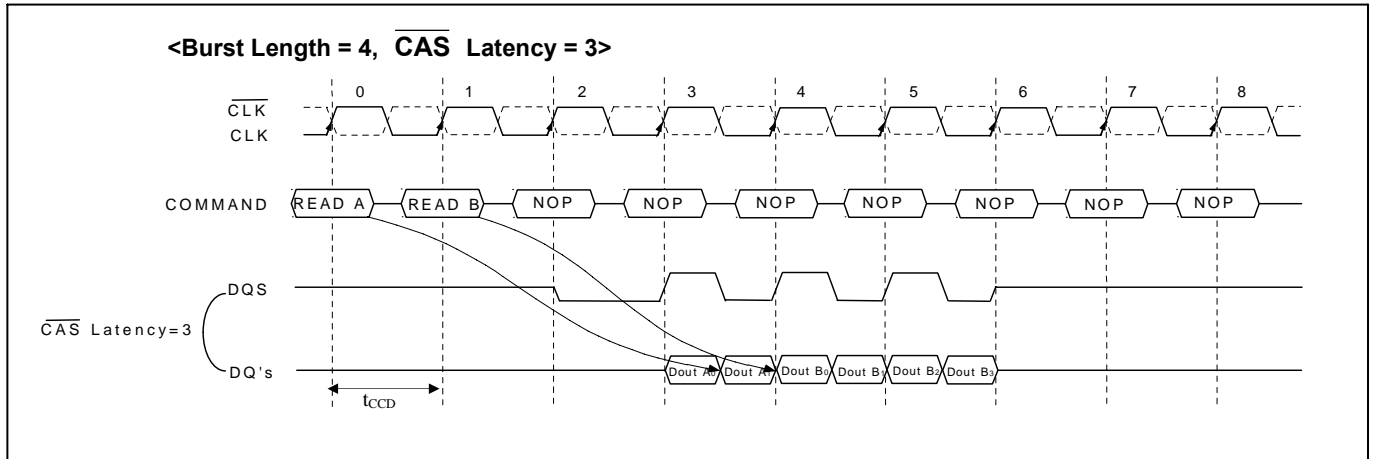 <Burst Length = 4, CAS Latency = 3>
0 1 2 3 4 5 6 7 8
CLK
CLK
COMMAND READ A READ B NOP NOP NOP NOP NOP NOP NOP
DQS
CAS Latency=3
DQ's Dout A0 Dout A1 Dout B0 Dout B1 Dout B2 Dout B3
tCCD